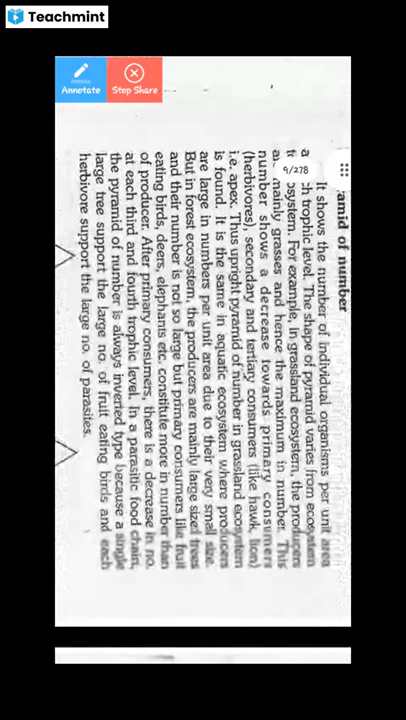 Teachmint
Annotate
Stop Share
9/278
amid of number
It shows the number of individual organisms per unit area
a ch trophic level. The shape of pyramid varies from ecosystem
system. For example, in grassland ecosystem, the producers
mainly grasses and hence the maximum in number. This
number shows a decrease towards primary consumers
(herbivores), secondary and tertiary consumers (like hawk, lion)
i.e. apex. Thus upright pyramid of number in grassland ecosystem
is found. It is the same in aquatic ecosystem where producers
are large in numbers per unit area due to their very small size.
But in forest ecosystem, the producers are mainly large sized trees
and their number is not so large but primary consumers like fruit
eating birds, deers, elephants etc. constitute more in number than
of producer. After primary consumers, there is a decrease in no.
at each third and fourth trophic level. In a parasitic food chain,
the pyramid of number is always inverted type because a single
large tree support the large no. of fruit eating birds and each
herbivore support the large no. of parasites.